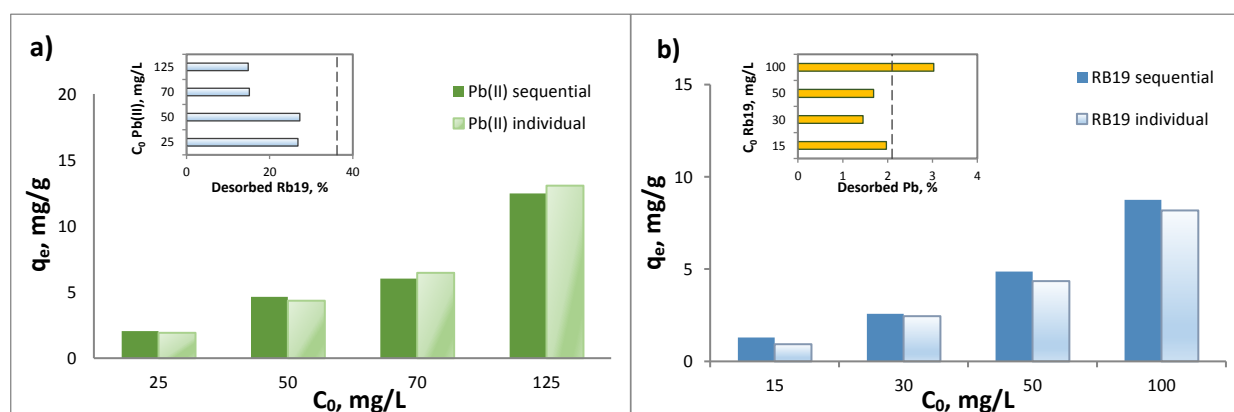 a)
C₀ Pb(II), mg/L
125
70
50
25
0 20 40
Desorbed Rb19, %
Pb(II) sequential
Pb(II) individual
qₑ, mg/g
20
15
10
5
0
25 50 70 125
C₀, mg/L
b)
C₀ Rb19, mg/L
100
50
30
15
0 1 2 3 4
Desorbed Pb, %
RB19 sequential
RB19 individual
qₑ, mg/g
15
10
5
0
15 30 50 100
C₀, mg/L